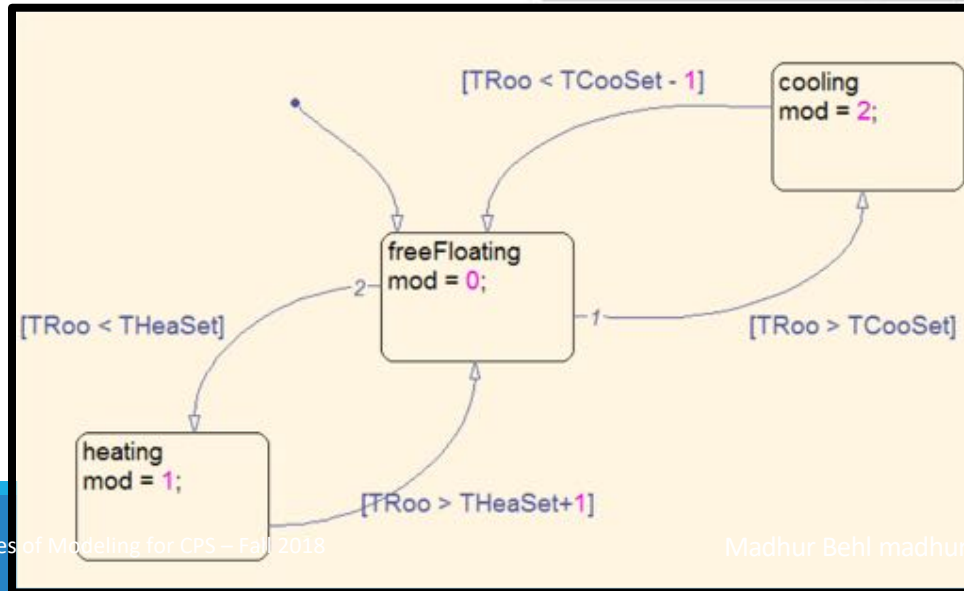 [TRoo < TCooSet - 1]
cooling
mod = 2;
freeFloating
mod = 0;
2
1
[TRoo < THeaSet]
[TRoo > TCooSet]
heating
mod = 1;
[TRoo > THeaSet+1]
es of Modeling for CPS – Fall 2018
Madhur Behl madhur